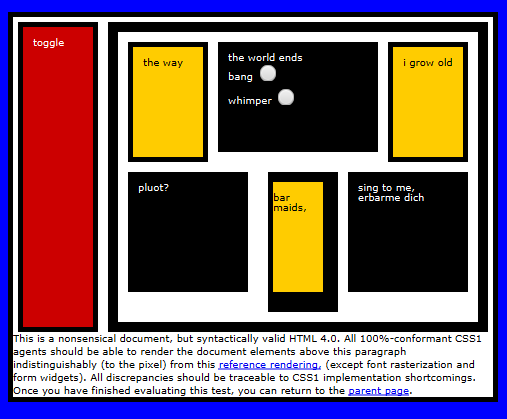 toggle
the way
the world ends
bang
whimper
i grow old
pluot?
bar
maids,
sing to me,
erbarme dich
This is a nonsensical document, but syntactically valid HTML 4.0. All 100%-conformant CSS1
agents should be able to render the document elements above this paragraph
indistinguishably (to the pixel) from this reference rendering, (except font rasterization and
form widgets). All discrepancies should be traceable to CSS1 implementation shortcomings.
Once you have finished evaluating this test, you can return to the parent page.